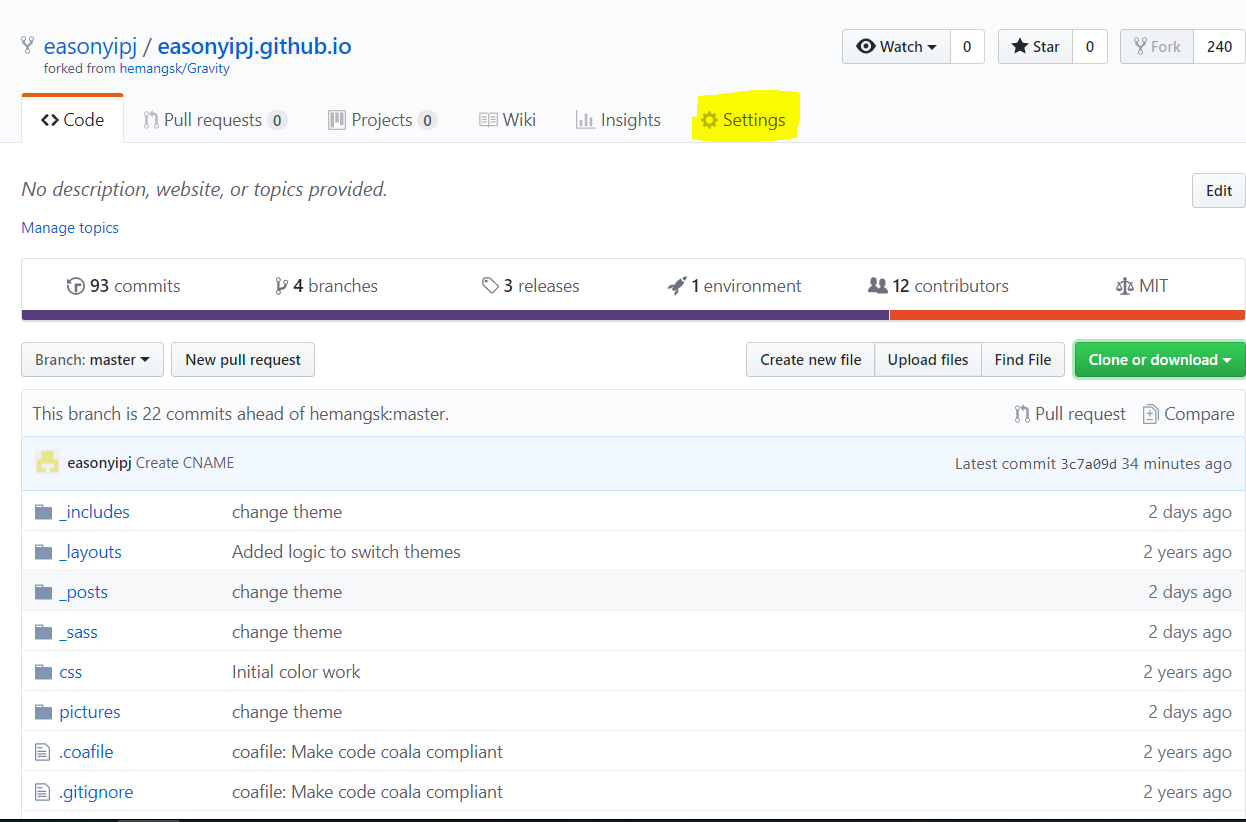 easonyipj / easonyipj.github.io
Watch 0 Star 0 Fork 240
forked from hemangsk/Gravity
Code Pull requests 0 Projects 0 Wiki Insights Settings
No description, website, or topics provided.
Edit
Manage topics
93 commits 4 branches 3 releases 1 environment 12 contributors MIT
Branch: master New pull request Create new file Upload files Find File Clone or download
This branch is 22 commits ahead of hemangsk:master. Pull request Compare
easonyipj Create CNAME Latest commit 3c7a09d 34 minutes ago
_includes change theme 2 days ago
_layouts Added logic to switch themes 2 years ago
_posts change theme 2 days ago
_sass change theme 2 days ago
css Initial color work 2 years ago
pictures change theme 2 days ago
.coafile coafile: Make code coala compliant 2 years ago
.gitignore coafile: Make code coala compliant 2 years ago